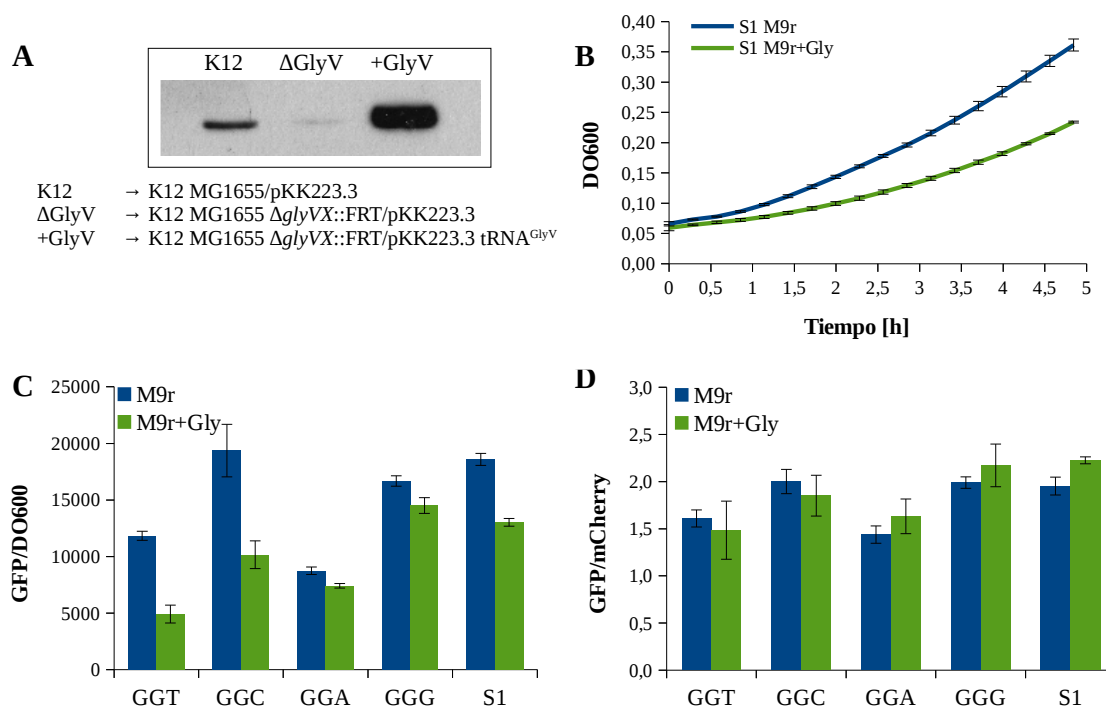 A
K12 ΔGlyV +GlyV
K12 → K12 MG1655/pKK223.3
ΔGlyV → K12 MG1655 ΔglyVX::FRT/pKK223.3
+GlyV → K12 MG1655 ΔglyVX::FRT/pKK223.3 tRNA^GlyV
B
S1 M9r
S1 M9r+Gly
0,40
0,35
0,30
0,25
0,20
0,15
0,10
0,05
0,00
DO600
0 0,5 1 1,5 2 2,5 3 3,5 4 4,5 5
Tiempo [h]
C
M9r
M9r+Gly
25000
20000
15000
10000
5000
0
GFP/DO600
GGT GGC GGA GGG S1
D
M9r
M9r+Gly
3,0
2,5
2,0
1,5
1,0
0,5
0,0
GFP/mCherry
GGT GGC GGA GGG S1